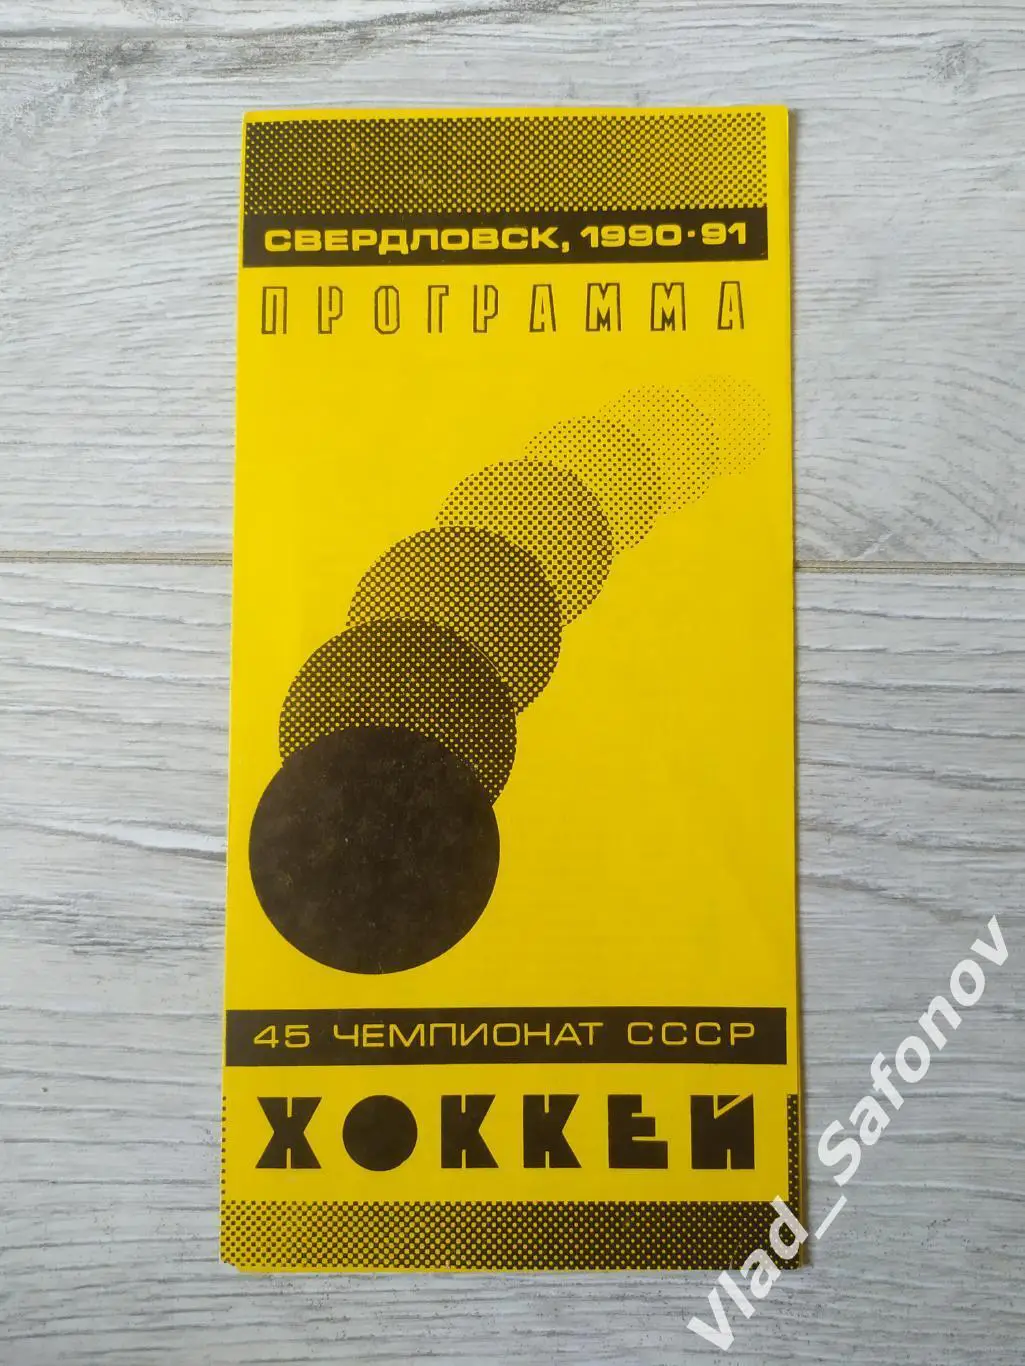 СВЕРДЛОВСК, 1990·91
ПРОГРАММА
45 ЧЕМПИОНАТ СССР
ХОККЕЙ
Vlad_Safonov